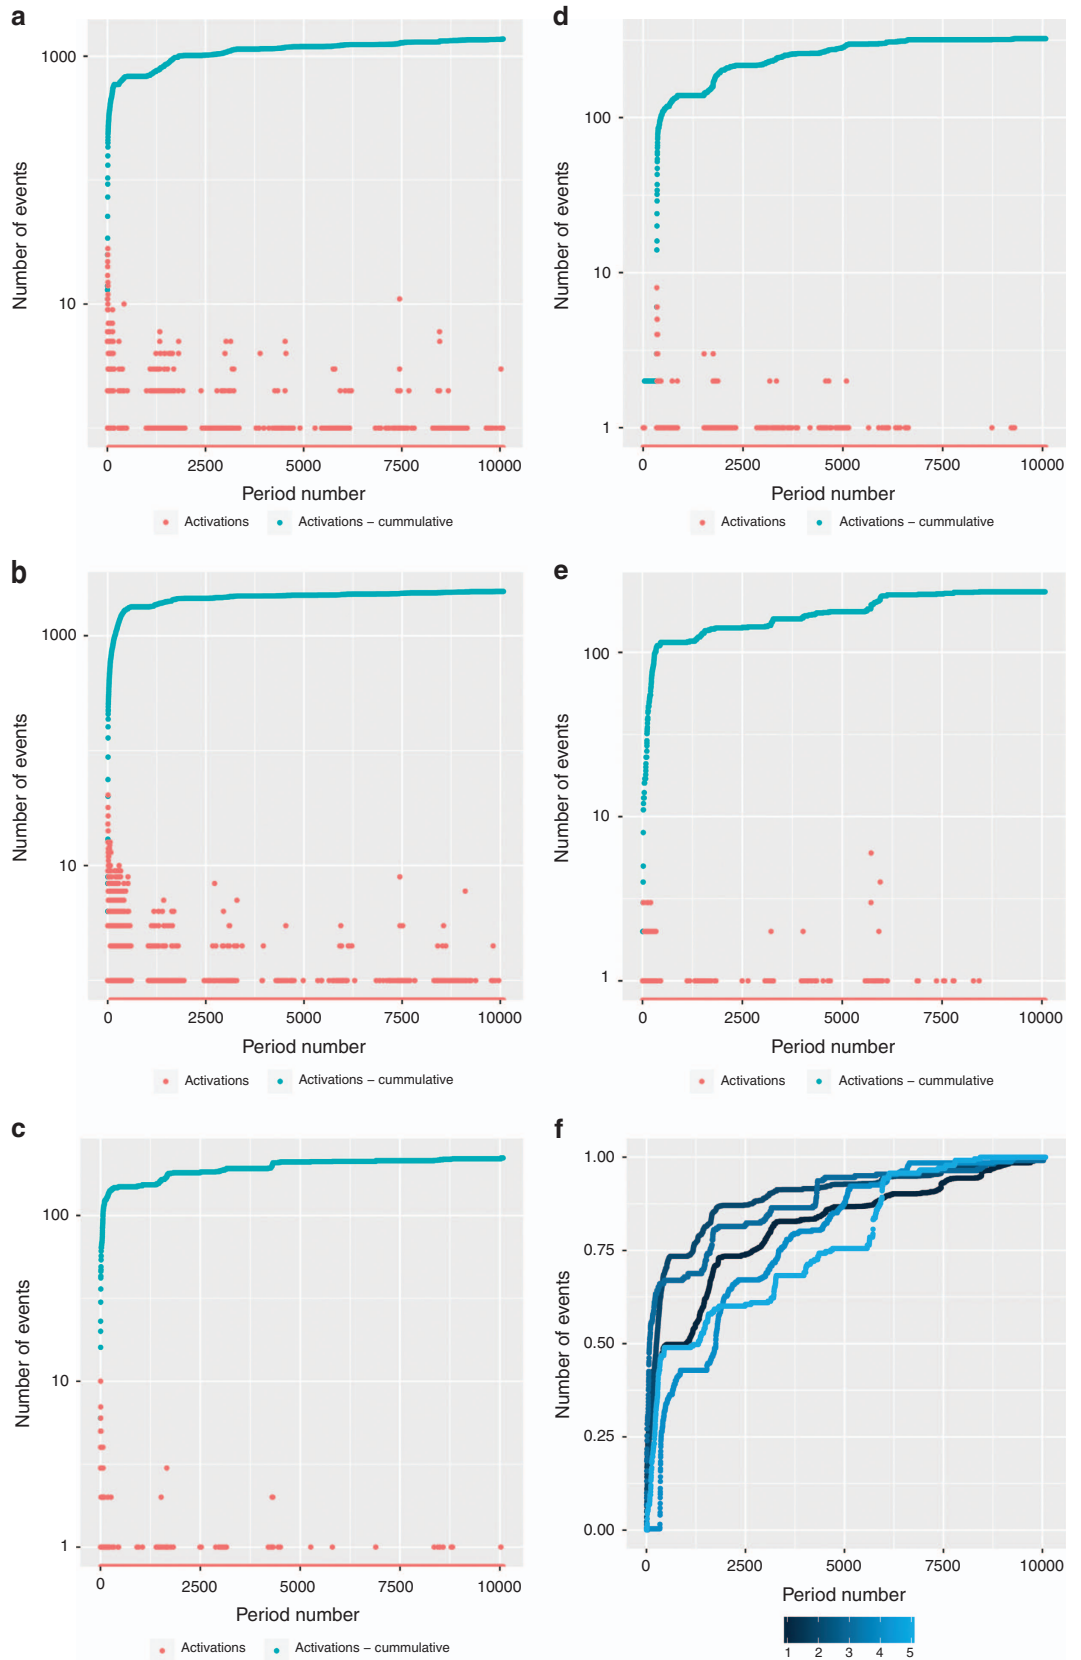 a
Number of events
1000
10
0 2500 5000 7500 10000
Period number
Activations Activations – cummulative
b
Number of events
1000
10
0 2500 5000 7500 10000
Period number
Activations Activations – cummulative
c
Number of events
100
10
1
0 2500 5000 7500 10000
Period number
Activations Activations – cummulative
d
Number of events
100
10
1
0 2500 5000 7500 10000
Period number
Activations Activations – cummulative
e
Number of events
100
10
1
0 2500 5000 7500 10000
Period number
Activations Activations – cummulative
f
Number of events
1.00
0.75
0.50
0.25
0.00
0 2500 5000 7500 10000
Period number
1 2 3 4 5